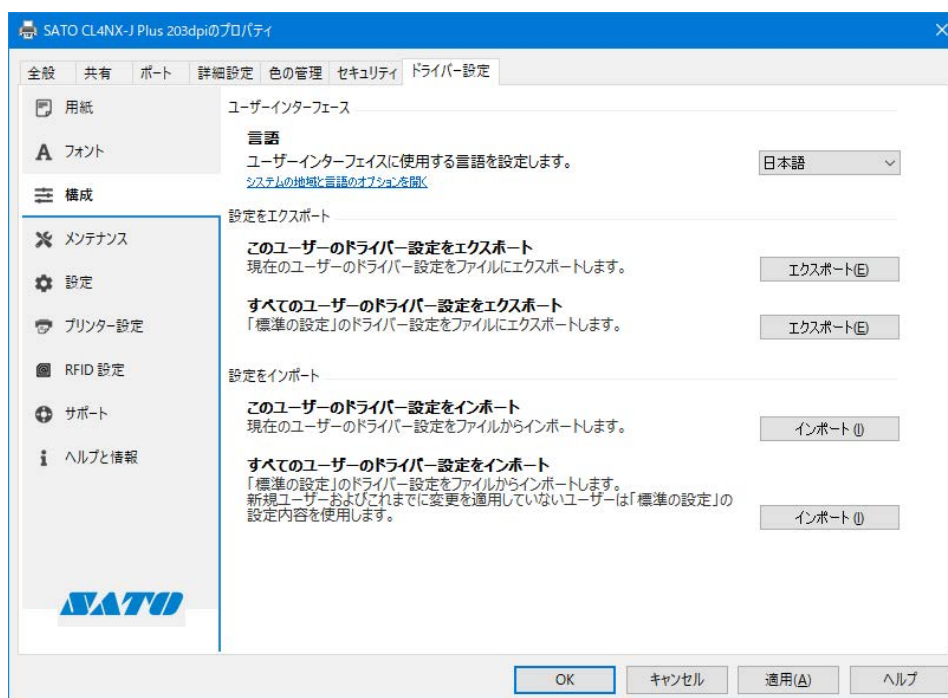 SATO CL4NX-J Plus 203dpiのプロパティ
全般 共有 ポート 詳細設定 色の管理 セキュリティ ドライバー設定
用紙
フォント
構成
メンテナンス
設定
プリンター設定
RFID 設定
サポート
ヘルプと情報
SATO
ユーザーインターフェース
言語
ユーザーインターフェイスに使用する言語を設定します。
日本語
システムの地域と言語のオプションを開く
設定をエクスポート
このユーザーのドライバー設定をエクスポート
現在のユーザーのドライバー設定をファイルにエクスポートします。
エクスポート(E)
すべてのユーザーのドライバー設定をエクスポート
「標準の設定」のドライバー設定をファイルにエクスポートします。
エクスポート(E)
設定をインポート
このユーザーのドライバー設定をインポート
現在のユーザーのドライバー設定をファイルからインポートします。
インポート(I)
すべてのユーザーのドライバー設定をインポート
「標準の設定」のドライバー設定をファイルからインポートします。
新規ユーザーおよびこれまでに変更を適用していないユーザーは「標準の設定」の
設定内容を使用します。
インポート(I)
OK キャンセル 適用(A) ヘルプ